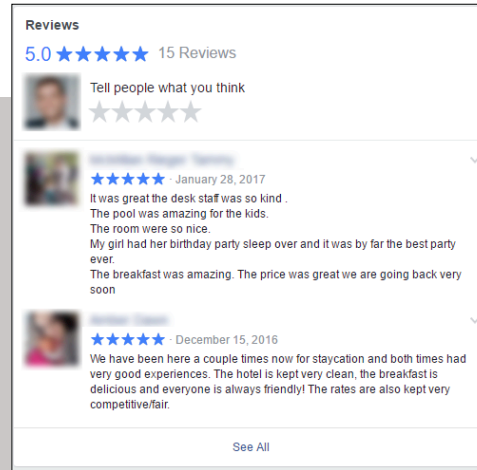 Reviews
5.0 ★★★★★ 15 Reviews
Tell people what you think
★★★★★ · January 28, 2017
It was great the desk staff was so kind .
The pool was amazing for the kids.
The room were so nice.
My girl had her birthday party sleep over and it was by far the best party
ever.
The breakfast was amazing. The price was great we are going back very
soon
★★★★★ · December 15, 2016
We have been here a couple times now for staycation and both times had
very good experiences. The hotel is kept very clean, the breakfast is
delicious and everyone is always friendly! The rates are also kept very
competitive/fair.
See All